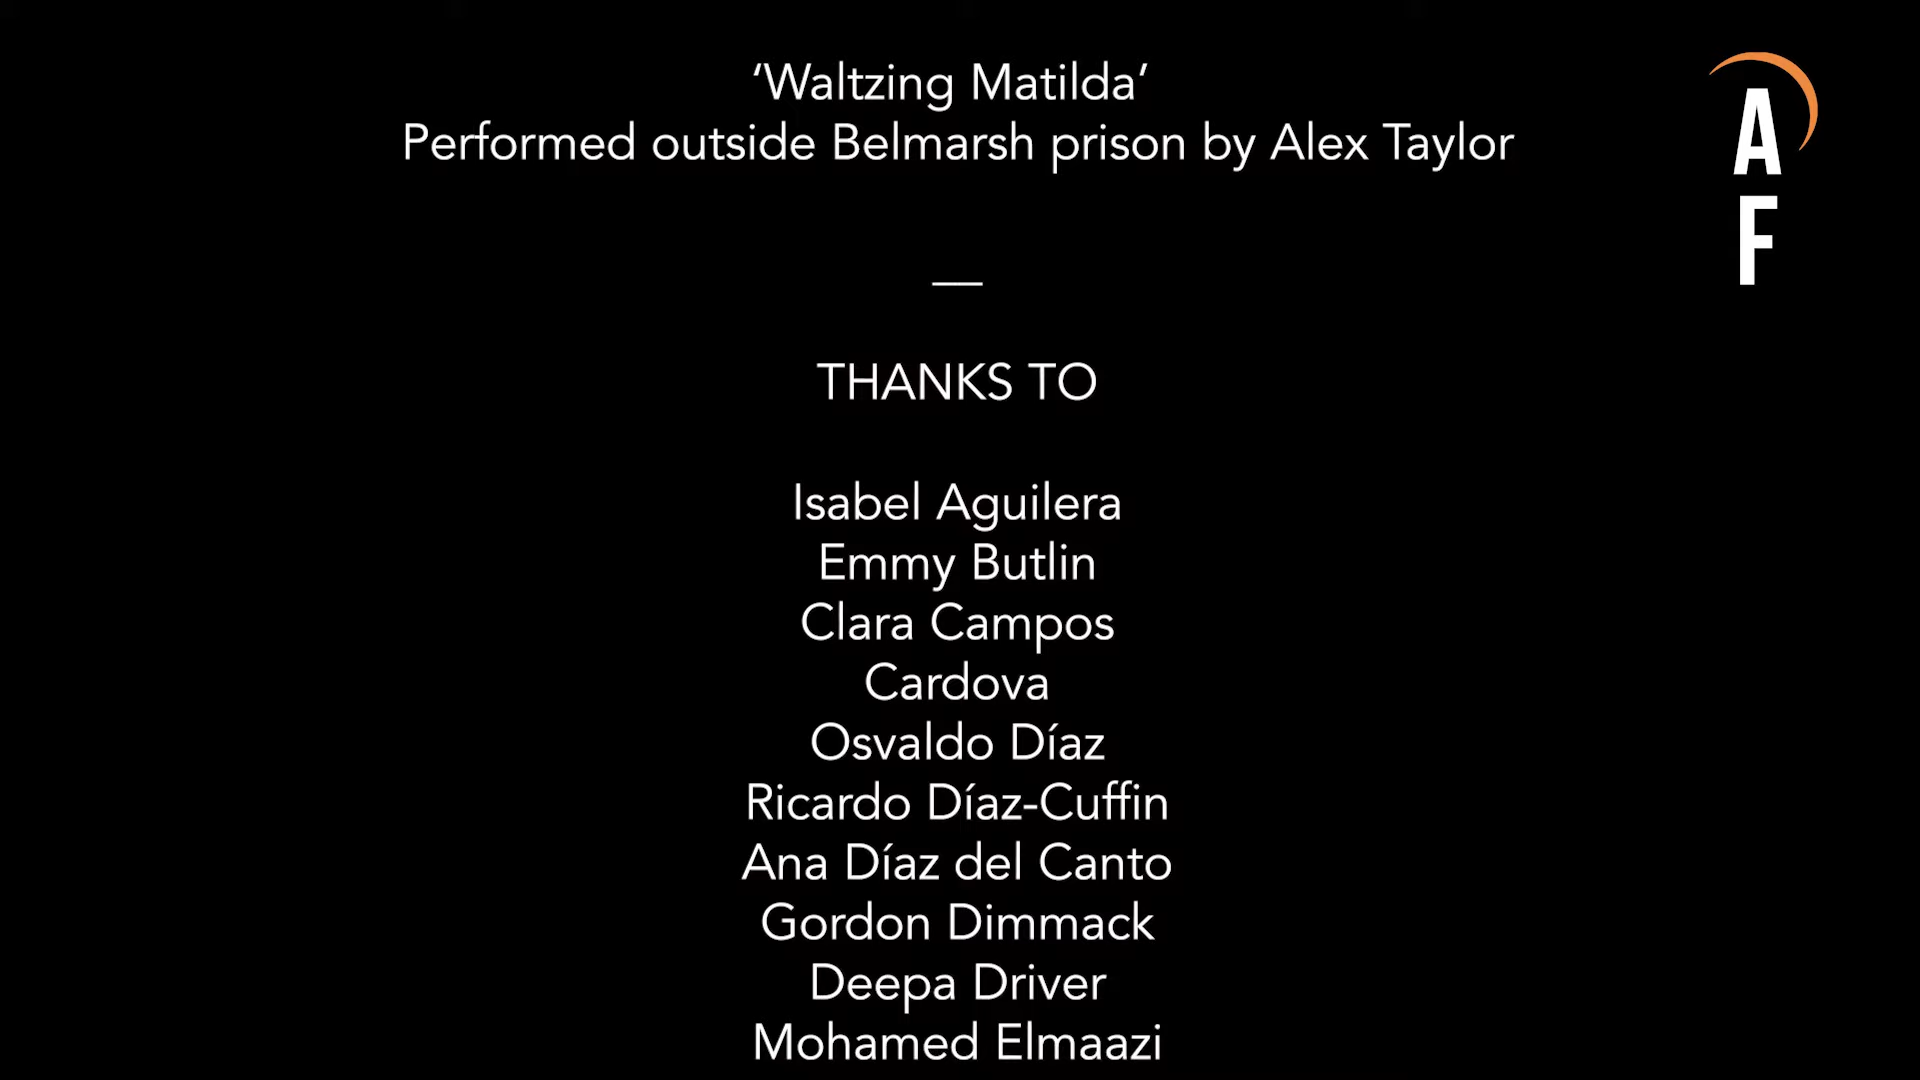 ‘Waltzing Matilda’
Performed outside Belmarsh prison by Alex Taylor
—
THANKS TO
Isabel Aguilera
Emmy Butlin
Clara Campos
Cardova
Osvaldo Díaz
Ricardo Díaz-Cuffin
Ana Díaz del Canto
Gordon Dimmack
Deepa Driver
Mohamed Elmaazi
A
F